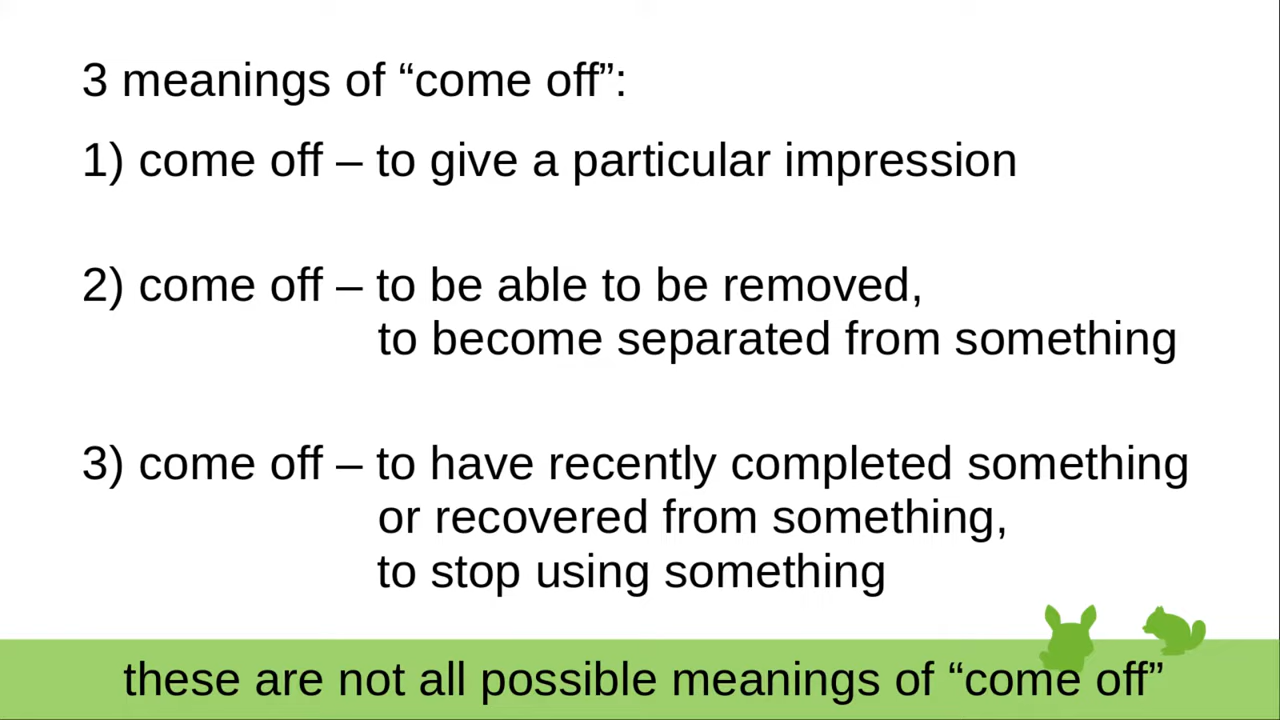 3 meanings of “come off”:
1) come off – to give a particular impression
2) come off – to be able to be removed,
to become separated from something
3) come off – to have recently completed something
or recovered from something,
to stop using something
these are not all possible meanings of “come off”